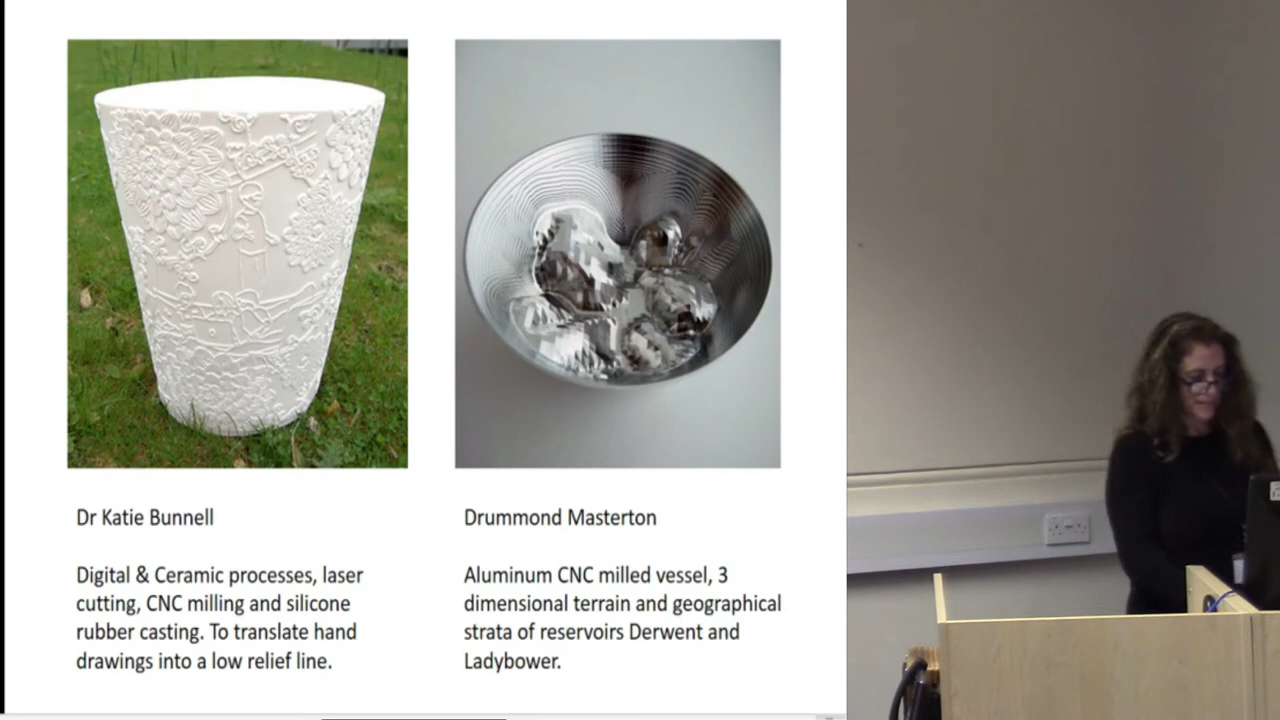 Dr Katie Bunnell
Digital & Ceramic processes, laser
cutting, CNC milling and silicone
rubber casting. To translate hand
drawings into a low relief line.
Drummond Masterton
Aluminum CNC milled vessel, 3
dimensional terrain and geographical
strata of reservoirs Derwent and
Ladybower.